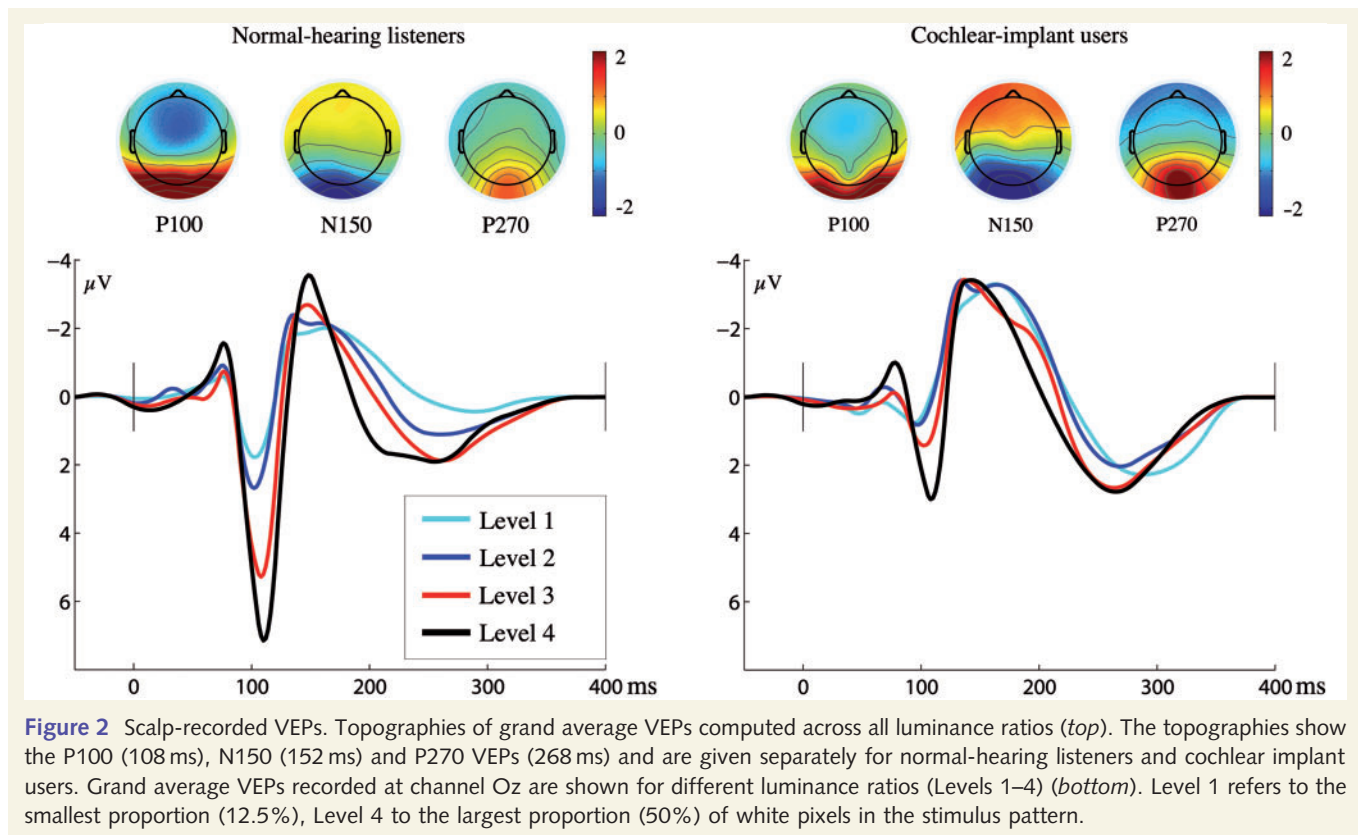 Normal-hearing listeners
Cochlear-implant users
2
0
-2
2
0
-2
P100 N150 P270
P100 N150 P270
−4
−2
0
2
4
6
µV
0 100 200 300 400 ms
Level 1
Level 2
Level 3
Level 4
−4
−2
0
2
4
6
µV
0 100 200 300 400 ms
Figure 2 Scalp-recorded VEPs. Topographies of grand average VEPs computed across all luminance ratios (top). The topographies show
the P100 (108 ms), N150 (152 ms) and P270 VEPs (268 ms) and are given separately for normal-hearing listeners and cochlear implant
users. Grand average VEPs recorded at channel Oz are shown for different luminance ratios (Levels 1–4) (bottom). Level 1 refers to the
smallest proportion (12.5%), Level 4 to the largest proportion (50%) of white pixels in the stimulus pattern.